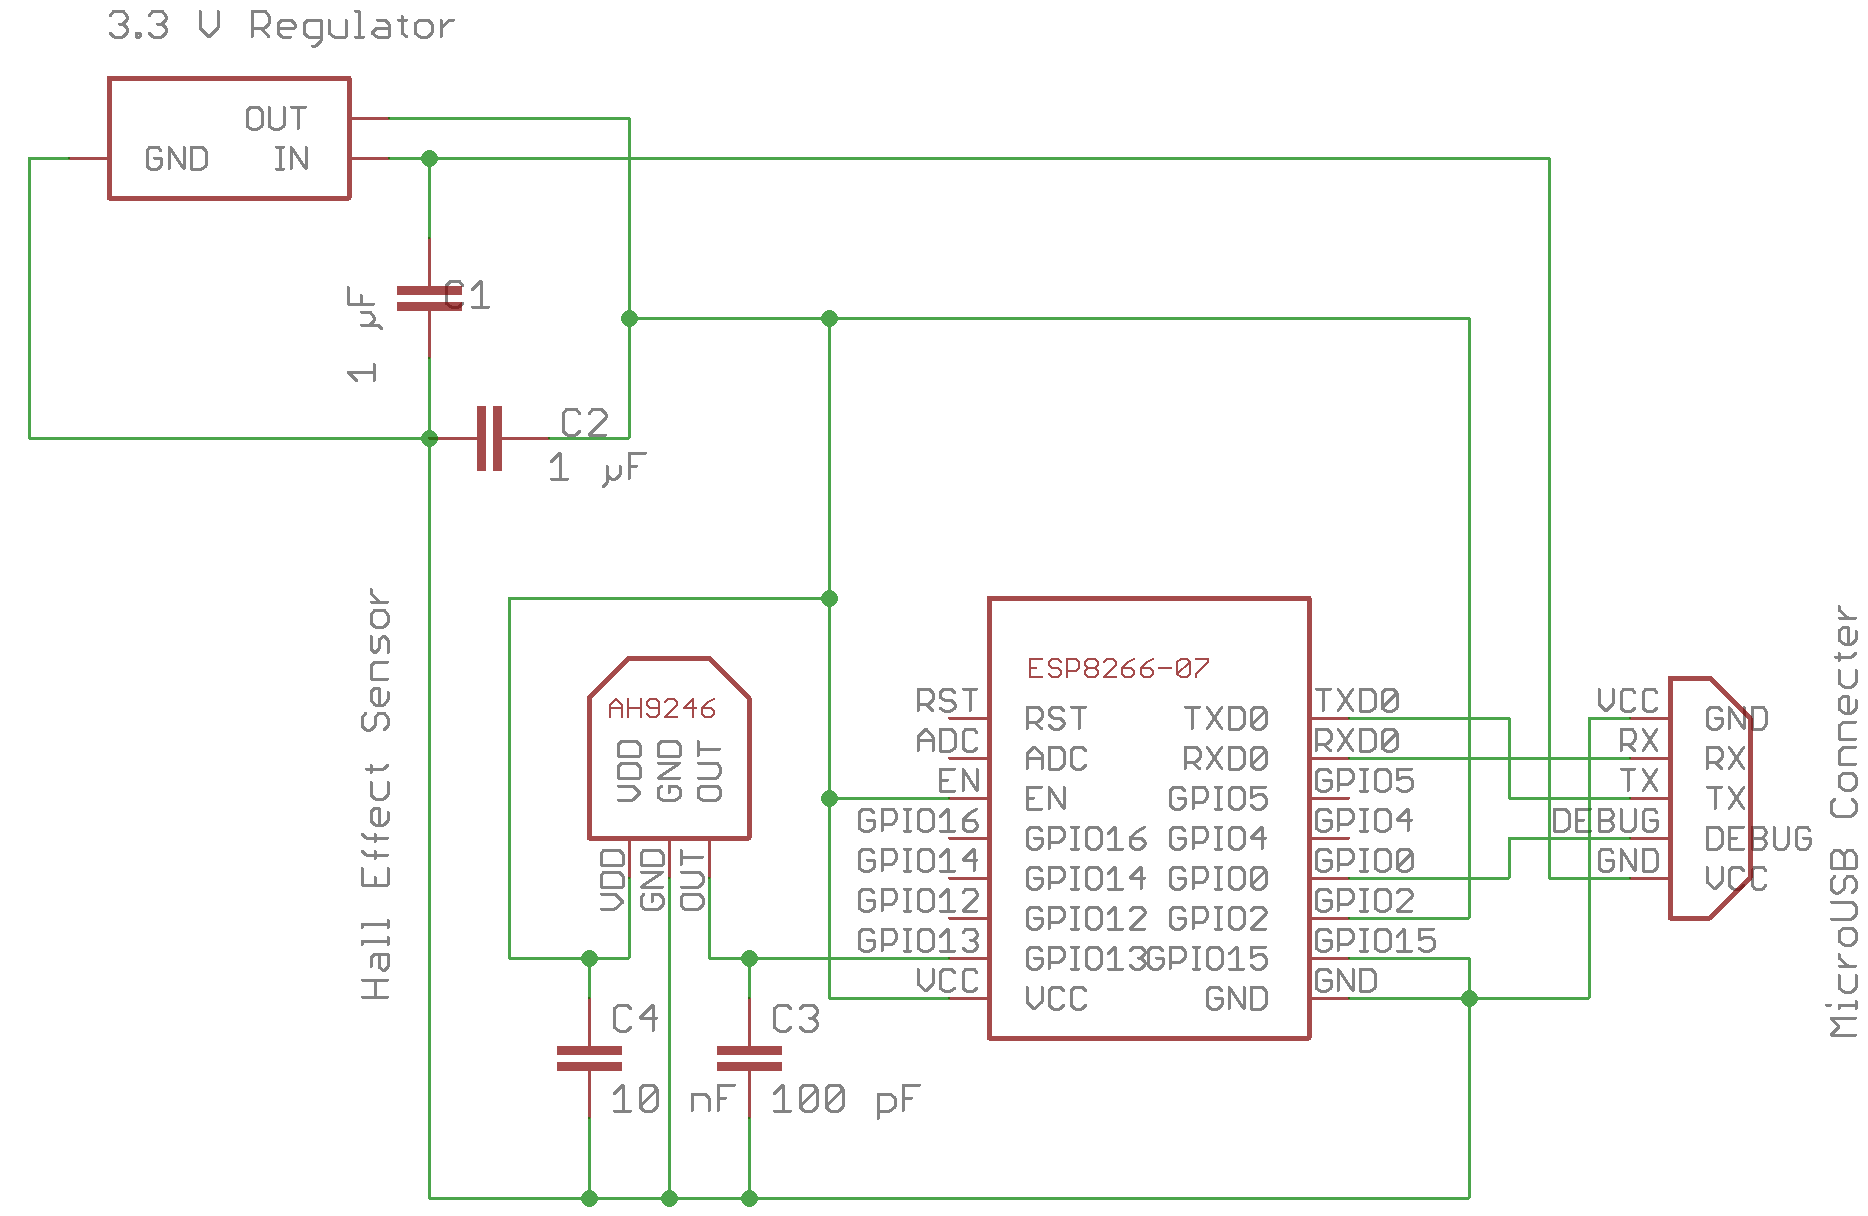 3.3 V Regulator
OUT
GND IN
C1
1 µF
C2
1 µF
Hall Effect Sensor
AH9246
VDD
GND
OUT
VDD
GND
OUT
C4
10 nF
C3
100 pF
ESP8266-07
RST
ADC
EN
GPIO16
GPIO14
GPIO12
GPIO13
VCC
RST TXD0
ADC RXD0
EN GPIO5
GPIO16 GPIO4
GPIO14 GPIO0
GPIO12 GPIO2
GPIO13 GPIO15
VCC GND
TXD0
RXD0
GPIO5
GPIO4
GPIO0
GPIO2
GPIO15
GND
VCC
RX
TX
DEBUG
GND
GND
RX
TX
DEBUG
VCC
MicroUSB Connecter